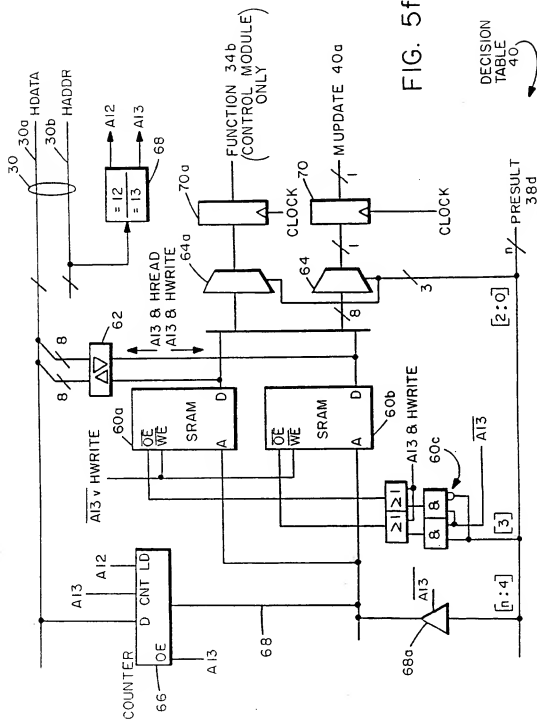 30
30a HDATA
30b HADDR
A12
A13
=12
=13
68
FUNCTION 34b
(CONTROL MODULE)
ONLY
70a
CLOCK
64a
MUPDATE 40a
1
70
CLOCK
1
64
8
3
FIG. 5f
DECISION
TABLE
40
n
PRESULT
38d
[2:0]
8
8
62
A13 & HREAD
A13 & HWRITE
60a
OE
WE
SRAM
D
A
60b
OE
WE
SRAM
D
A
A13 v HWRITE
≥1 ≥1
& &
A13 & HWRITE
60c
A13
[3]
COUNTER
66
D CNT LD
OE
A13
A12
A13
68
68a
A13
[n:4]